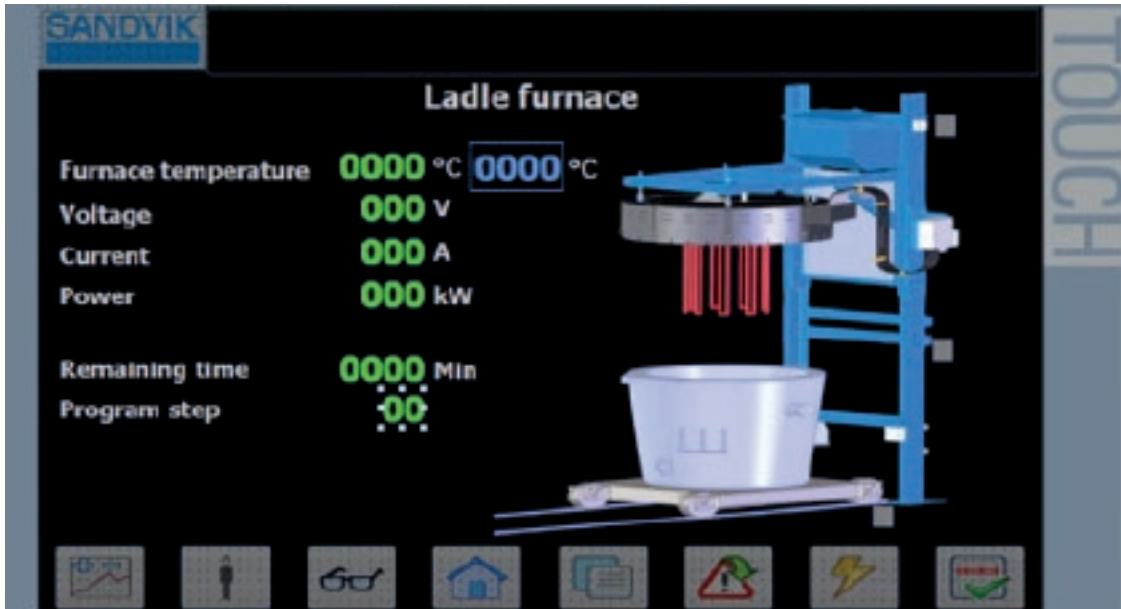 SANDVIK
TOUCH
Ladle furnace
Furnace temperature 0000 °C 0000 °C
Voltage 000 V
Current 000 A
Power 000 kW
Remaining time 0000 Min
Program step 00